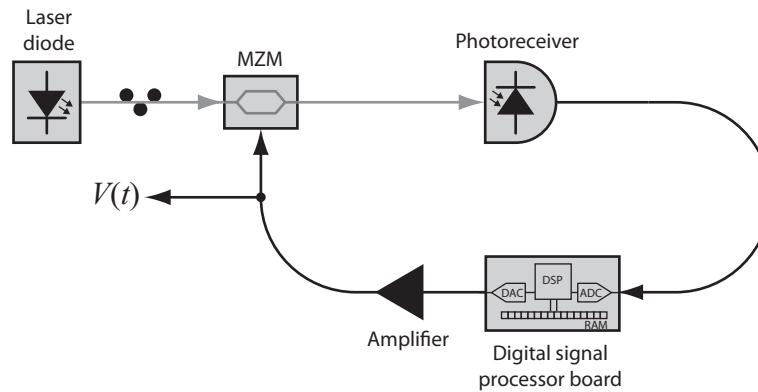 Laser
diode
MZM
Photoreceiver
V(t)
Amplifier
DAC
DSP
ADC
RAM
Digital signal
processor board